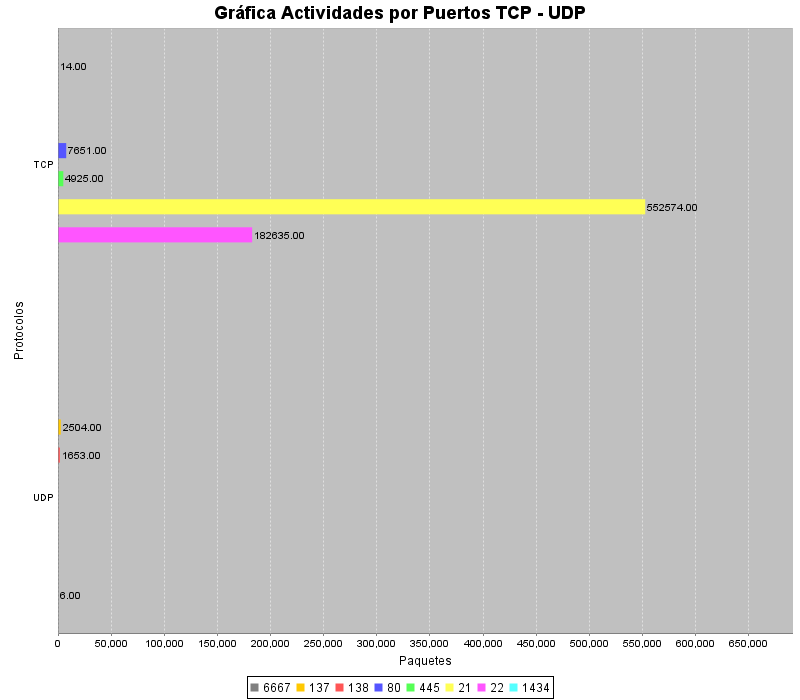 Gráfica Actividades por Puertos TCP - UDP
14.00
7651.00
TCP
4925.00
552574.00
182635.00
Protocolos
2504.00
1653.00
UDP
6.00
0 50,000 100,000 150,000 200,000 250,000 300,000 350,000 400,000 450,000 500,000 550,000 600,000 650,000
Paquetes
6667 137 138 80 445 21 22 1434